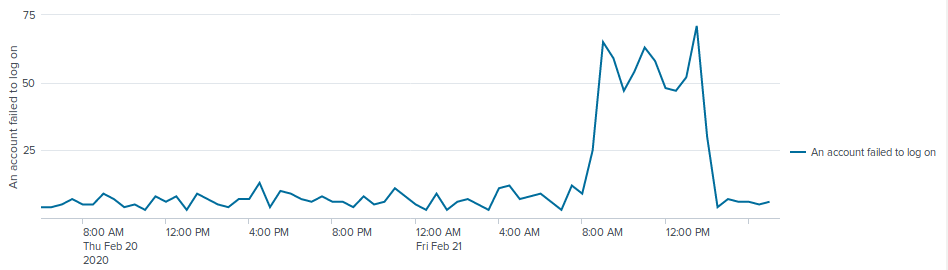 75
50
25
An account failed to log on
8:00 AM
Thu Feb 20
2020
12:00 PM
4:00 PM
8:00 PM
12:00 AM
Fri Feb 21
4:00 AM
8:00 AM
12:00 PM
An account failed to log on